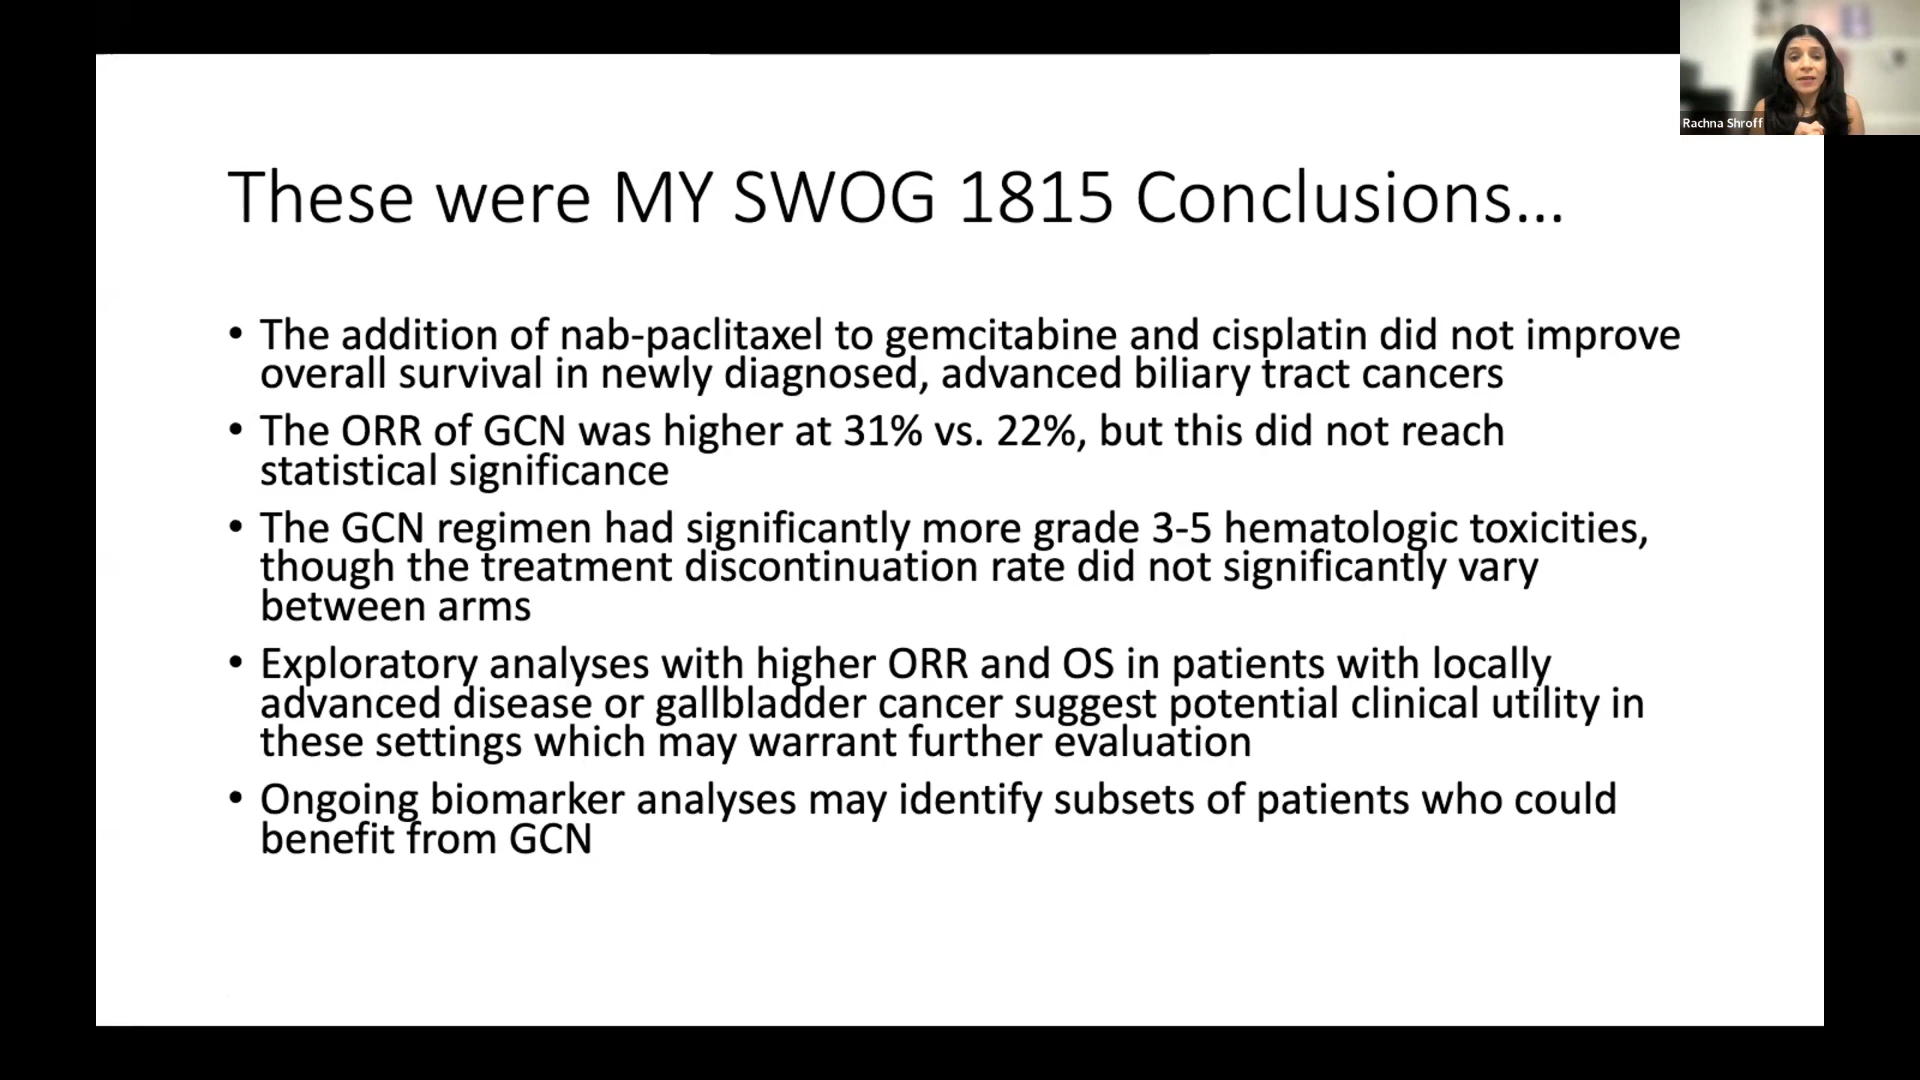 Rachna Shroff
These were MY SWOG 1815 Conclusions...
• The addition of nab-paclitaxel to gemcitabine and cisplatin did not improve
overall survival in newly diagnosed, advanced biliary tract cancers
• The ORR of GCN was higher at 31% vs. 22%, but this did not reach
statistical significance
• The GCN regimen had significantly more grade 3-5 hematologic toxicities,
though the treatment discontinuation rate did not significantly vary
between arms
• Exploratory analyses with higher ORR and OS in patients with locally
advanced disease or gallbladder cancer suggest potential clinical utility in
these settings which may warrant further evaluation
• Ongoing biomarker analyses may identify subsets of patients who could
benefit from GCN